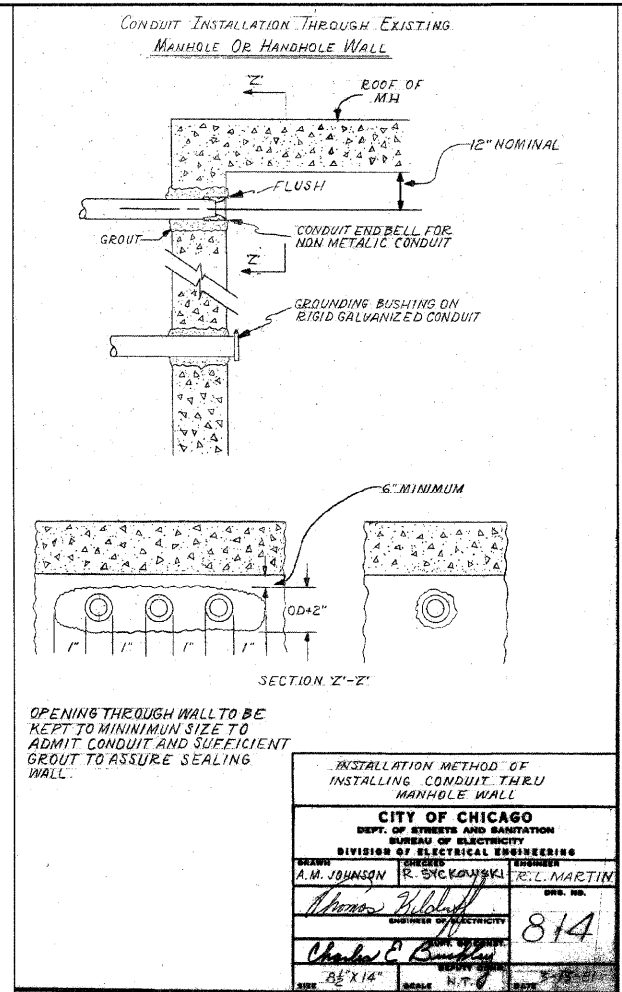 CONDUIT INSTALLATION THROUGH EXISTING
MANHOLE OR HANDHOLE WALL
'Z'
ROOF OF
MH
12" NOMINAL
FLUSH
CONDUIT END BELL FOR
NON METALIC CONDUIT
GROUT
'Z'
GROUNDING BUSHING ON
RIGID GALVANIZED CONDUIT
6" MINIMUM
OD+2"
1" 1" 1" 1"
SECTION 'Z'-'Z'
OPENING THROUGH WALL TO BE
KEPT TO MININIMUN SIZE TO
ADMIT CONDUIT AND SUFFICIENT
GROUT TO ASSURE SEALING
WALL.
INSTALLATION METHOD OF
INSTALLING CONDUIT THRU
MANHOLE WALL
CITY OF CHICAGO
DEPT. OF STREETS AND SANITATION
BUREAU OF ELECTRICITY
DIVISION OF ELECTRICAL ENGINEERING
DRAWN CHECKED ENGINEER
A.M. JOHNSON R. SYCKOWSKI R.L. MARTIN
Thomas Kilduff
ENGINEER OF ELECTRICITY
DRG. NO.
814
Charles E
SIZE 8½" X 14" SCALE N.T.S DATE